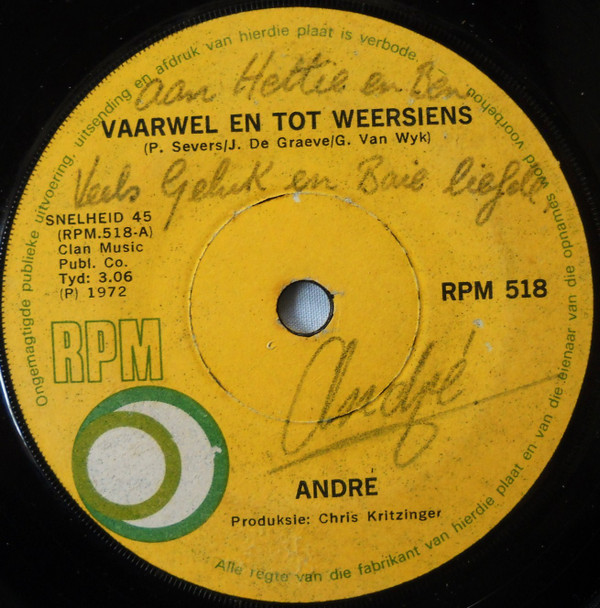 Ongemagtigde publieke uitvoering, uitsending en afdruk van hierdie plaat is verbode.
Alle regte van die fabrikant van hierdie plaat en van die eienaar van die opnames word voorbehou
aan Hettie en Ben
VAARWEL EN TOT WEERSIENS
(P. Severs/J. De Graeve/G. Van Wyk)
Veels Geluk en Baie liefde,
SNELHEID 45
(RPM.518-A)
Clan Music
Publ. Co.
Tyd: 3.06
(P) 1972
RPM 518
RPM
André
ANDRÉ
Produksie: Chris Kritzinger